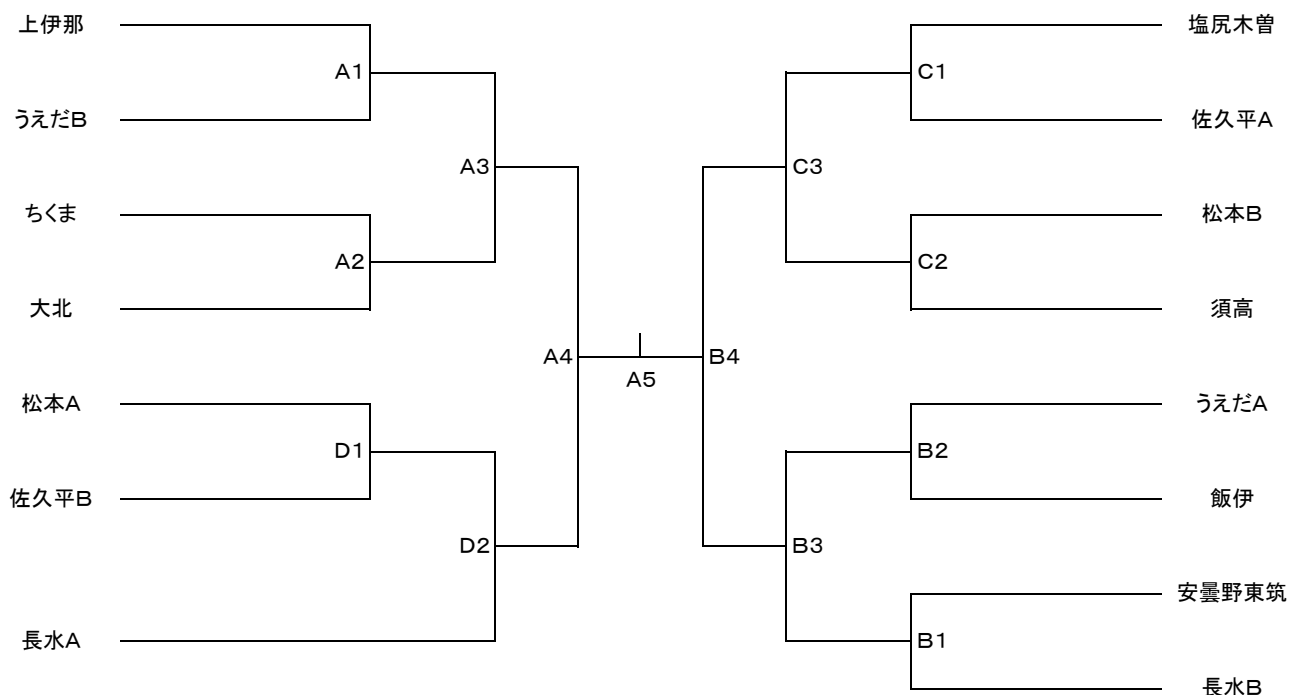 上伊那
塩尻木曽
A1
C1
うえだB
佐久平A
A3
C3
ちくま
松本B
A2
C2
大北
須高
A4
B4
A5
松本A
うえだA
D1
B2
佐久平B
飯伊
D2
B3
安曇野東筑
長水A
B1
長水B